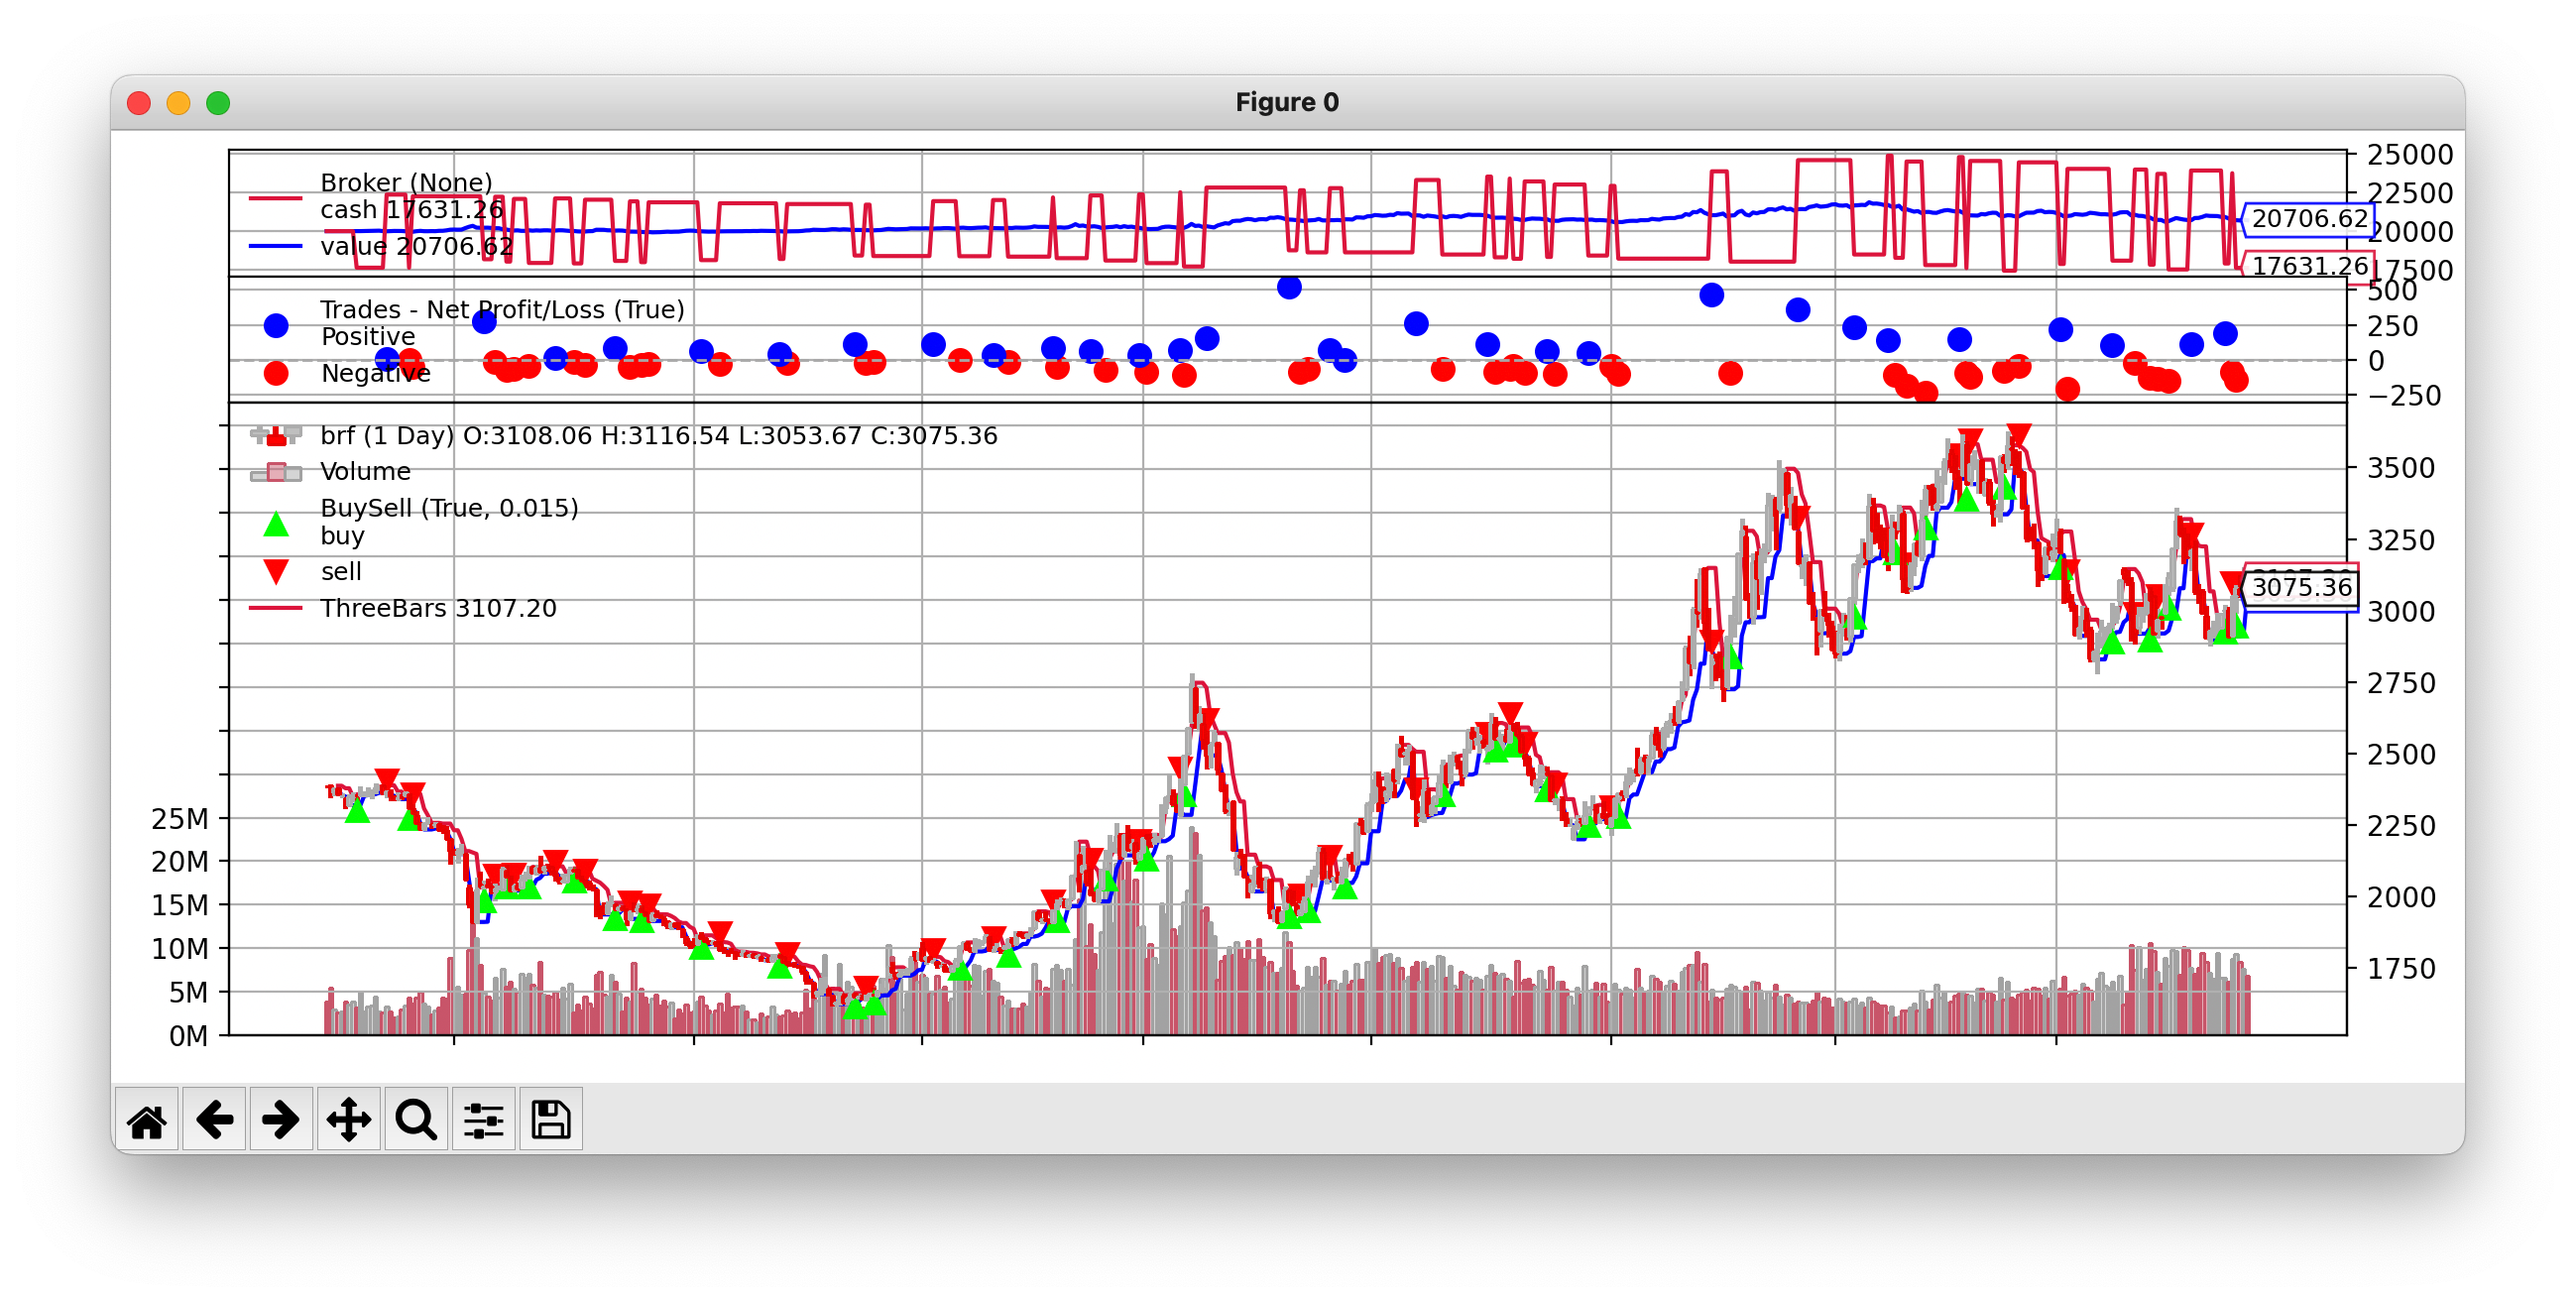 Figure 0
Broker (None)
cash 17631.26
value 20706.62
25000
22500
20000
17500
20706.62
17631.26
Trades - Net Profit/Loss (True)
Positive
Negative
500
250
0
−250
brf (1 Day) O:3108.06 H:3116.54 L:3053.67 C:3075.36
Volume
BuySell (True, 0.015)
buy
sell
ThreeBars 3107.20
3500
3250
3000
2750
2500
2250
2000
1750
3075.36
25M
20M
15M
10M
5M
0M